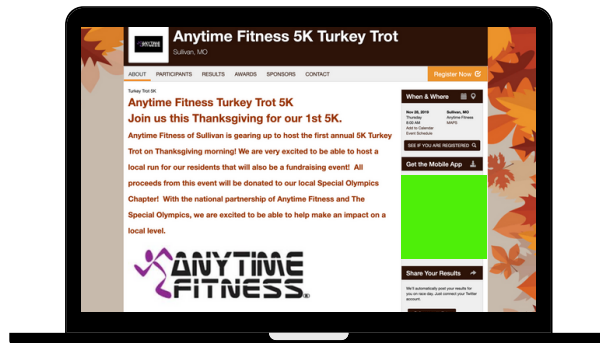 ANYTIME
Anytime Fitness 5K Turkey Trot
Sullivan, MO
ABOUT PARTICIPANTS RESULTS AWARDS SPONSORS CONTACT
Register Now
Turkey Trot 5K
Anytime Fitness Turkey Trot 5K
Join us this Thanksgiving for our 1st 5K.
Anytime Fitness of Sullivan is gearing up to host the first annual 5K Turkey
Trot on Thanksgiving morning! We are very excited to be able to host a
local run for our residents that will also be a fundraising event! All
proceeds from this event will be donated to our local Special Olympics
Chapter! With the national partnership of Anytime Fitness and The
Special Olympics, we are excited to be able to help make an impact on a
local level.
ANYTIME
FITNESS®
When & Where
Nov 28, 2019 Sullivan, MO
Thursday Anytime Fitness
8:00 AM MAPS
Add to Calendar
Event Schedule
SEE IF YOU ARE REGISTERED
Get the Mobile App
Share Your Results
We'll automatically post your results for
you on race day. Just connect your Twitter
account.